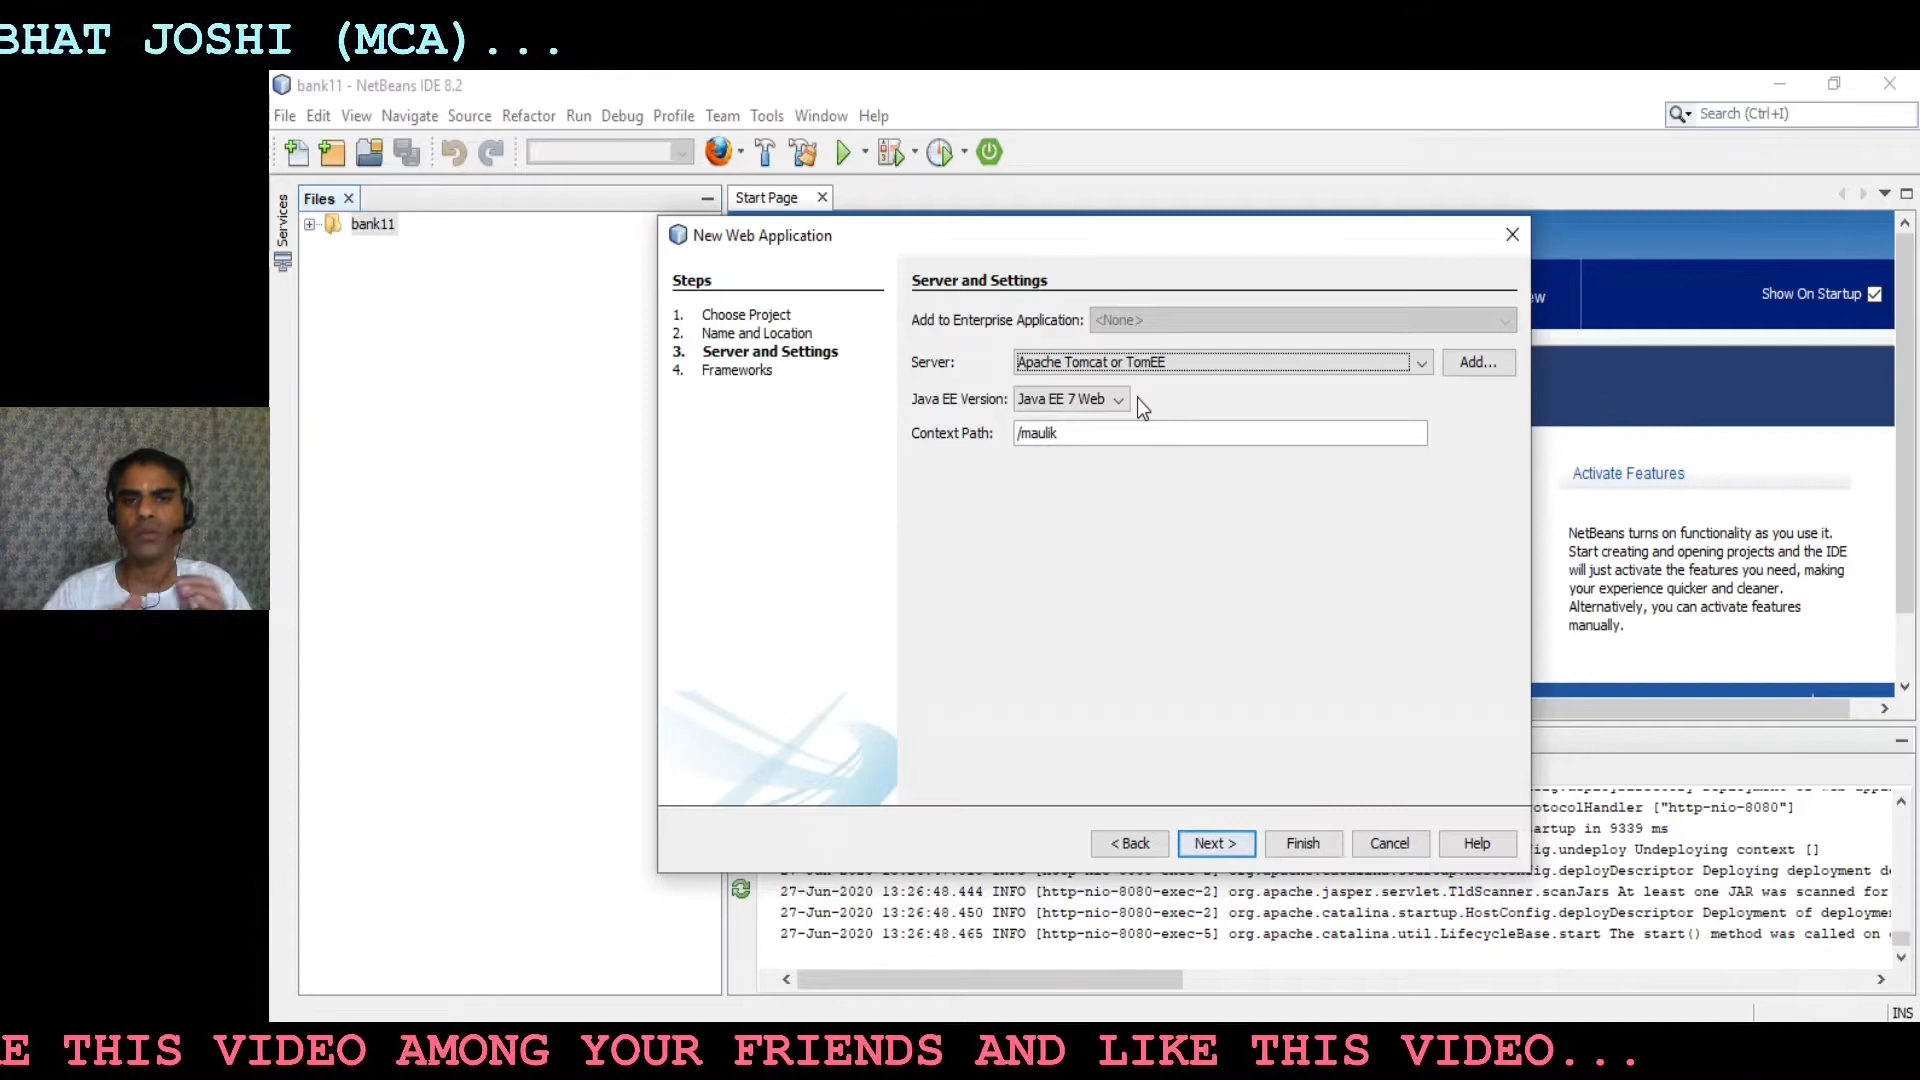 BHAT JOSHI (MCA)...
bank11 - NetBeans IDE 8.2
File Edit View Navigate Source Refactor Run Debug Profile Team Tools Window Help
Search (Ctrl+I)
Services
Files
Start Page
bank11
New Web Application
Steps
1. Choose Project
2. Name and Location
3. Server and Settings
4. Frameworks
Server and Settings
Add to Enterprise Application: <None>
Server: Apache Tomcat or TomEE Add...
Java EE Version: Java EE 7 Web
Context Path: /maulik
Show On Startup
Activate Features
NetBeans turns on functionality as you use it.
Start creating and opening projects and the IDE
will just activate the features you need, making
your experience quicker and cleaner.
Alternatively, you can activate features
manually.
< Back Next > Finish Cancel Help
otocolHandler ["http-nio-8080"]
artup in 9339 ms
ig.undeploy Undeploying context []
27-Jun-2020 13:26:48.444 INFO [http-nio-8080-exec-2] org.apache.jasper.servlet.TldScanner.scanJars At least one JAR was scanned for
27-Jun-2020 13:26:48.450 INFO [http-nio-8080-exec-2] org.apache.catalina.startup.HostConfig.deployDescriptor Deployment of deployme
27-Jun-2020 13:26:48.465 INFO [http-nio-8080-exec-5] org.apache.catalina.util.LifecycleBase.start The start() method was called on
INS
E THIS VIDEO AMONG YOUR FRIENDS AND LIKE THIS VIDEO...